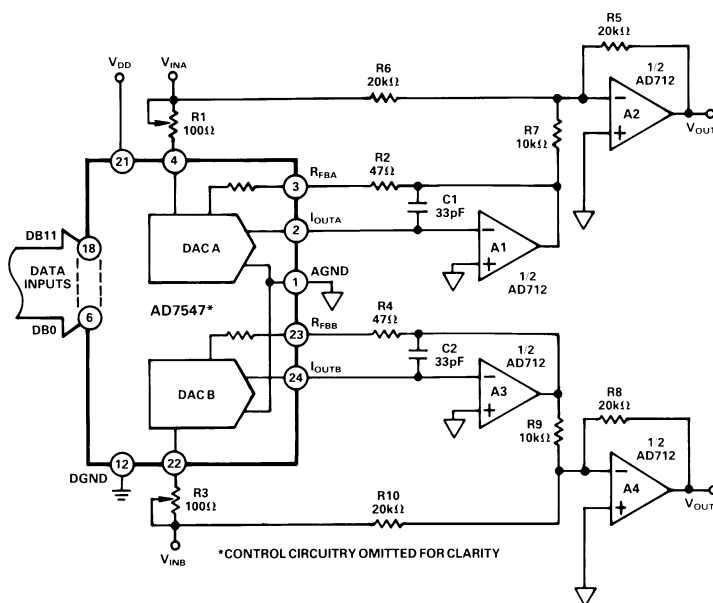 R5
20kΩ
VDD
VINA
R6
20kΩ
1/2
AD712
R1
100Ω
A2
VOUT
R7
10kΩ
21
4
RFBA
R2
47Ω
3
C1
33pF
IOUTA
2
DB11
18
DAC A
A1
DATA
INPUTS
AGND
1
1/2
AD712
AD7547*
6
DB0
RFBB
R4
47Ω
23
C2
33pF
1/2
AD712
IOUTB
24
R8
20kΩ
DAC B
A3
R9
10kΩ
1/2
AD712
DGND
12
22
A4
R3
100Ω
R10
20kΩ
VOUT
VINB
*CONTROL CIRCUITRY OMITTED FOR CLARITY